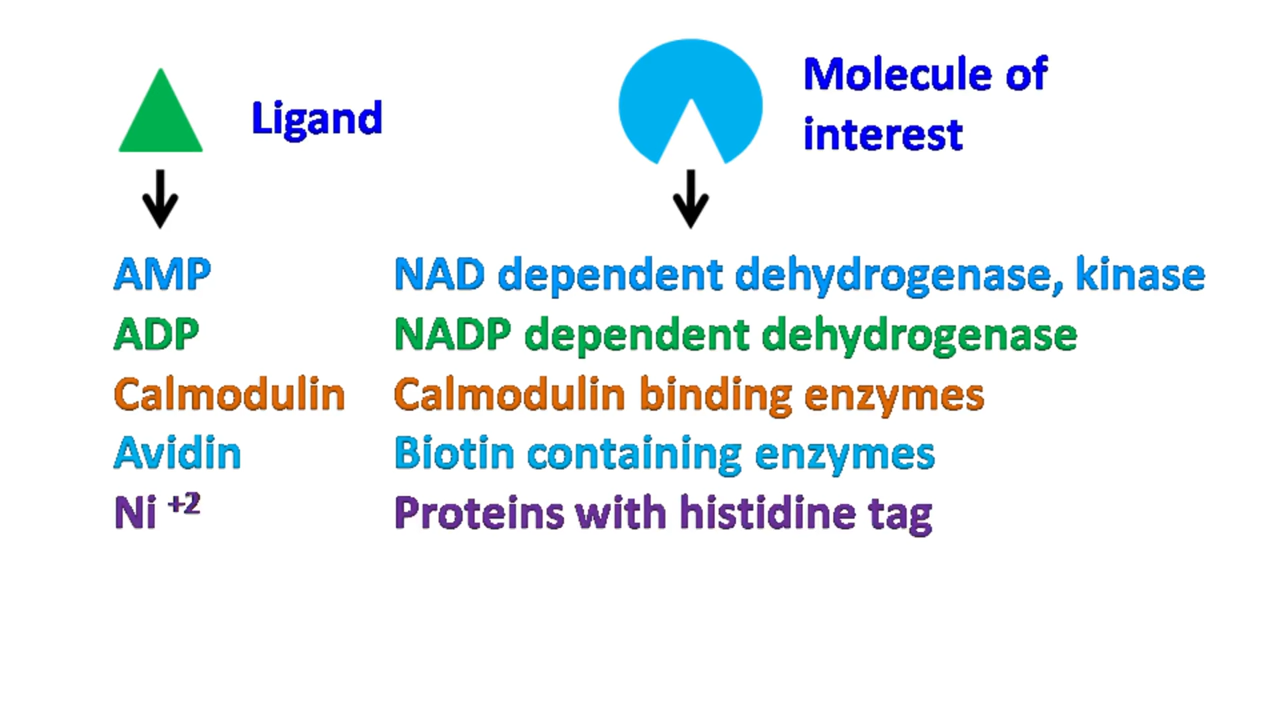 Ligand
Molecule of
interest
AMP NAD dependent dehydrogenase, kinase
ADP NADP dependent dehydrogenase
Calmodulin Calmodulin binding enzymes
Avidin Biotin containing enzymes
Ni +2 Proteins with histidine tag